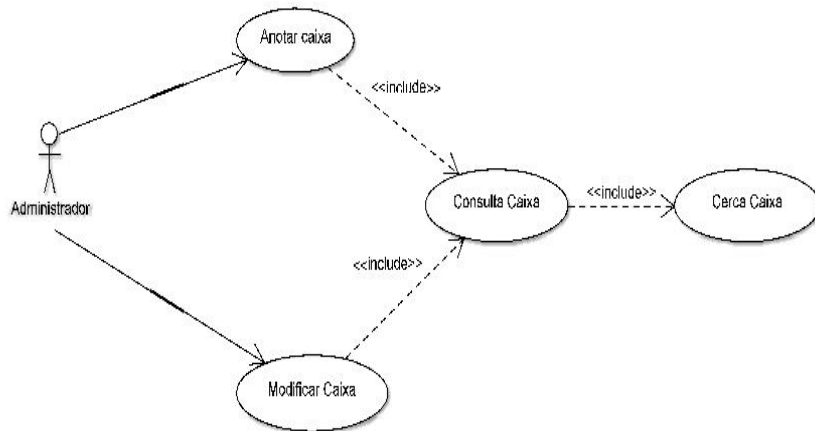 Anotar caixa
<<include>>
Administrador
Consulta Caixa
<<include>>
Cerca Caixa
<<include>>
Modificar Caixa